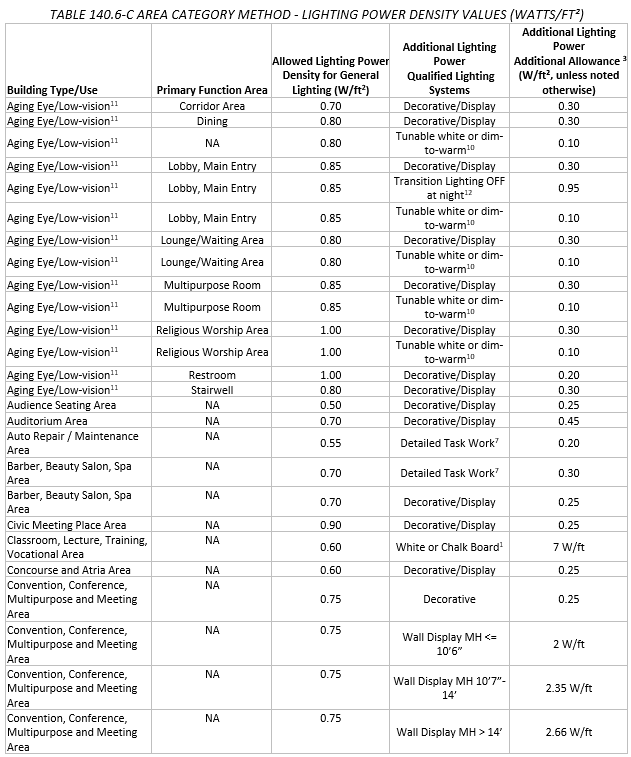 TABLE 140.6-C AREA CATEGORY METHOD - LIGHTING POWER DENSITY VALUES (WATTS/FT²)
Building Type/Use Primary Function Area Allowed Lighting Power Density for General Lighting (W/ft²) Additional Lighting Power Qualified Lighting Systems Additional Lighting Power Additional Allowance ³ (W/ft², unless noted otherwise)
Aging Eye/Low-vision¹¹ Corridor Area 0.70 Decorative/Display 0.30
Aging Eye/Low-vision¹¹ Dining 0.80 Decorative/Display 0.30
Aging Eye/Low-vision¹¹ NA 0.80 Tunable white or dim-to-warm¹⁰ 0.10
Aging Eye/Low-vision¹¹ Lobby, Main Entry 0.85 Decorative/Display 0.30
Aging Eye/Low-vision¹¹ Lobby, Main Entry 0.85 Transition Lighting OFF at night¹² 0.95
Aging Eye/Low-vision¹¹ Lobby, Main Entry 0.85 Tunable white or dim-to-warm¹⁰ 0.10
Aging Eye/Low-vision¹¹ Lounge/Waiting Area 0.80 Decorative/Display 0.30
Aging Eye/Low-vision¹¹ Lounge/Waiting Area 0.80 Tunable white or dim-to-warm¹⁰ 0.10
Aging Eye/Low-vision¹¹ Multipurpose Room 0.85 Decorative/Display 0.30
Aging Eye/Low-vision¹¹ Multipurpose Room 0.85 Tunable white or dim-to-warm¹⁰ 0.10
Aging Eye/Low-vision¹¹ Religious Worship Area 1.00 Decorative/Display 0.30
Aging Eye/Low-vision¹¹ Religious Worship Area 1.00 Tunable white or dim-to-warm¹⁰ 0.10
Aging Eye/Low-vision¹¹ Restroom 1.00 Decorative/Display 0.20
Aging Eye/Low-vision¹¹ Stairwell 0.80 Decorative/Display 0.30
Audience Seating Area NA 0.50 Decorative/Display 0.25
Auditorium Area NA 0.70 Decorative/Display 0.45
Auto Repair / Maintenance Area NA 0.55 Detailed Task Work⁷ 0.20
Barber, Beauty Salon, Spa Area NA 0.70 Detailed Task Work⁷ 0.30
Barber, Beauty Salon, Spa Area NA 0.70 Decorative/Display 0.25
Civic Meeting Place Area NA 0.90 Decorative/Display 0.25
Classroom, Lecture, Training, Vocational Area NA 0.60 White or Chalk Board¹ 7 W/ft
Concourse and Atria Area NA 0.60 Decorative/Display 0.25
Convention, Conference, Multipurpose and Meeting Area NA 0.75 Decorative 0.25
Convention, Conference, Multipurpose and Meeting Area NA 0.75 Wall Display MH <= 10’6” 2 W/ft
Convention, Conference, Multipurpose and Meeting Area NA 0.75 Wall Display MH 10’7”-14’ 2.35 W/ft
Convention, Conference, Multipurpose and Meeting Area NA 0.75 Wall Display MH > 14’ 2.66 W/ft